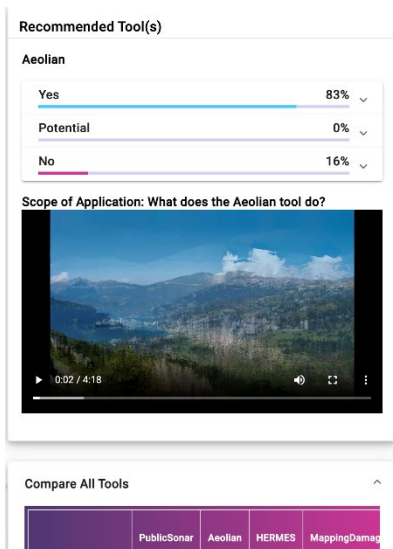 Recommended Tool(s)
Aeolian
Yes 83%
Potential 0%
No 16%
Scope of Application: What does the Aeolian tool do?
0:02 / 4:18
Compare All Tools
PublicSonar Aeolian HERMES MappingDamag